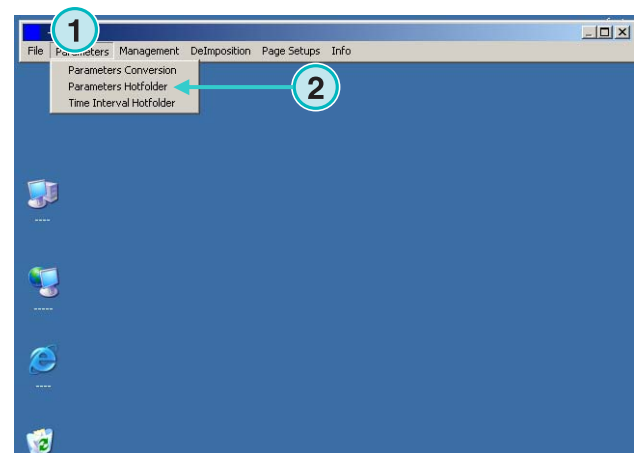 1
File Parameters Management DeImposition Page Setups Info
Parameters Conversion
Parameters Hotfolder
2
Time Interval Hotfolder
----
-----
----